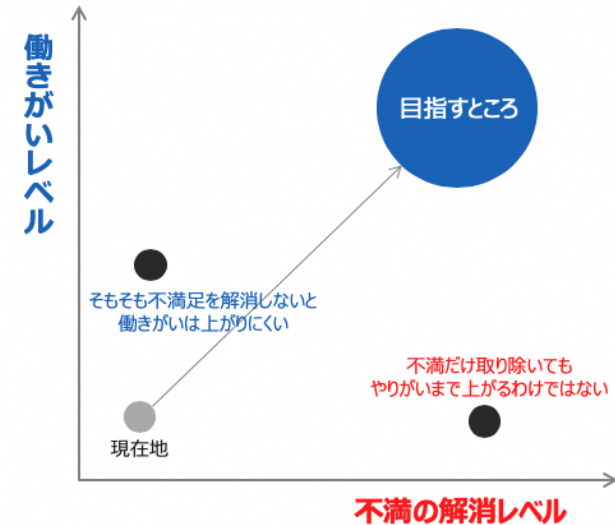 働きがいレベル
目指すところ
そもそも不満足を解消しないと
働きがいは上がりにくい
不満だけ取り除いても
やりがいまで上がるわけではない
現在地
不満の解消レベル